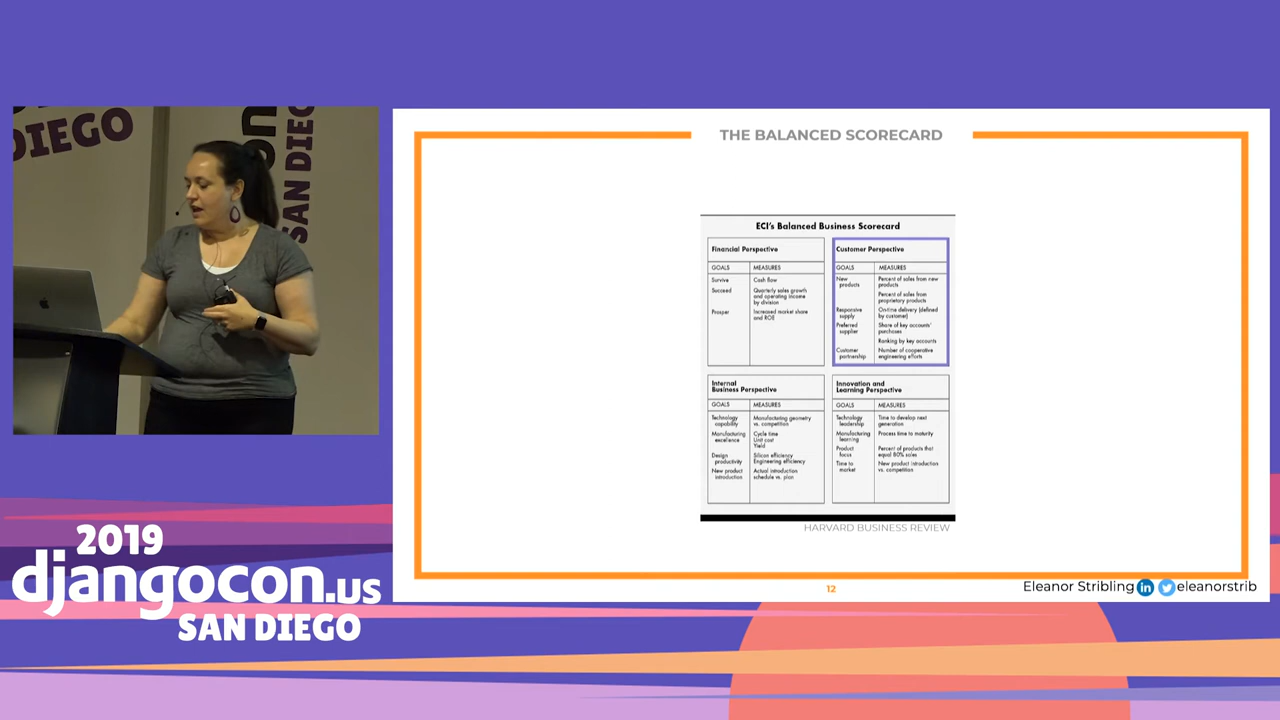 DIEGO
on
SAN DIEG
2019
djangocon.us
SAN DIEGO
THE BALANCED SCORECARD
ECI's Balanced Business Scorecard
Financial Perspective
GOALS MEASURES
Survive Cash flow
Succeed Quarterly sales growth
and operating income
by division
Prosper Increased market share
and ROE
Customer Perspective
GOALS MEASURES
New Percent of sales from new
products products
Percent of sales from
proprietary products
Responsive On-time delivery (defined
supply by customer)
Preferred Share of key accounts'
supplier purchases
Ranking by key accounts
Customer Number of cooperative
partnership engineering efforts
Internal
Business Perspective
GOALS MEASURES
Technology Manufacturing geometry
capability vs. competition
Manufacturing Cycle time
excellence Unit cost
Yield
Design Silicon efficiency
productivity Engineering efficiency
New product Actual introduction
introduction schedule vs. plan
Innovation and
Learning Perspective
GOALS MEASURES
Technology Time to develop next
leadership generation
Manufacturing Process time to maturity
learning
Product Percent of products that
focus equal 80% sales
Time to New product introduction
market vs. competition
HARVARD BUSINESS REVIEW
12
Eleanor Stribling in eleanorstrib